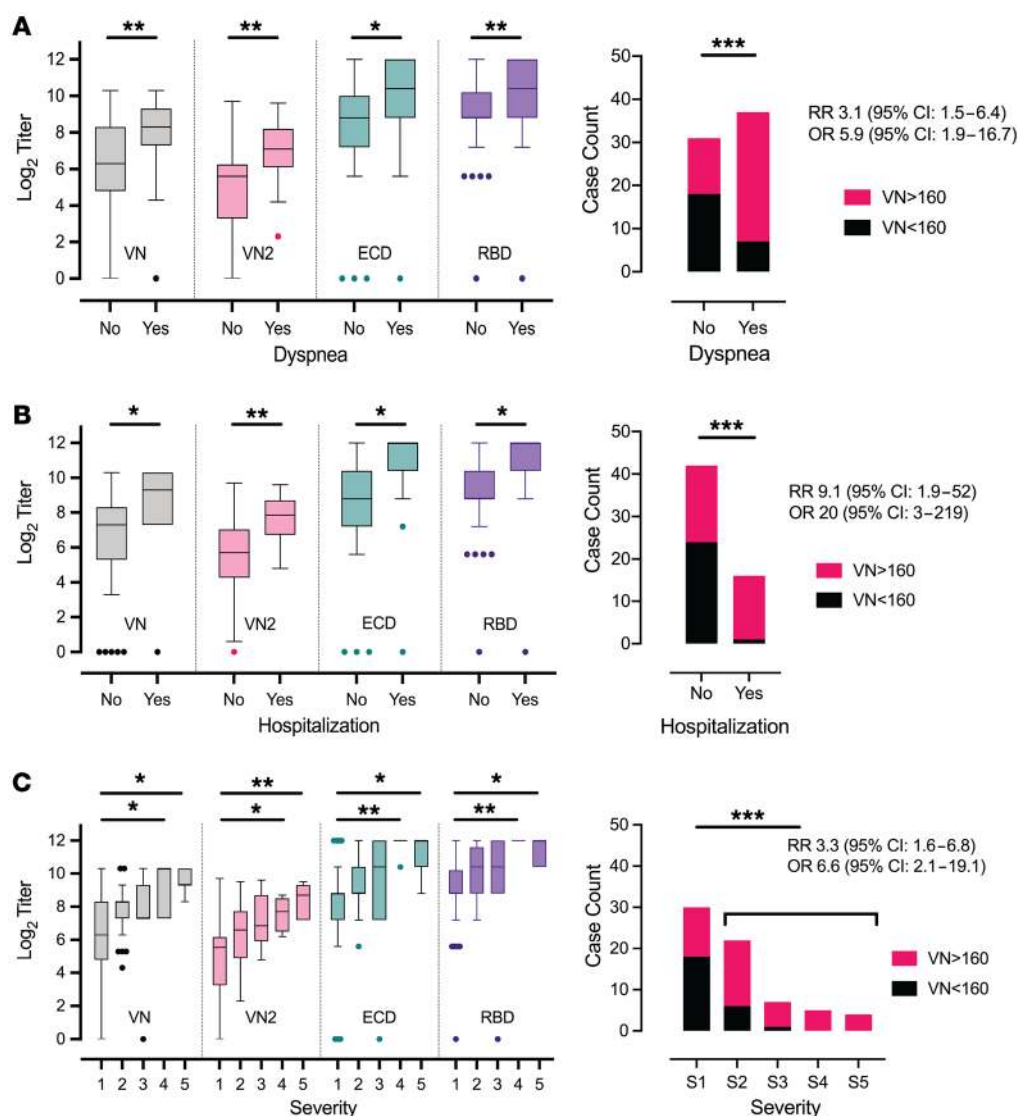 A
** ** * **
12
10
8
6
4
2
0
Log2 Titer
VN VN2 ECD RBD
No Yes No Yes No Yes No Yes
Dyspnea
***
50
40
30
20
10
0
Case Count
RR 3.1 (95% CI: 1.5–6.4)
OR 5.9 (95% CI: 1.9–16.7)
VN>160
VN<160
No Yes
Dyspnea
B
* ** * *
12
10
8
6
4
2
0
Log2 Titer
VN VN2 ECD RBD
No Yes No Yes No Yes No Yes
Hospitalization
***
50
40
30
20
10
0
Case Count
RR 9.1 (95% CI: 1.9–52)
OR 20 (95% CI: 3–219)
VN>160
VN<160
No Yes
Hospitalization
C
* ** * *
* * ** **
12
10
8
6
4
2
0
Log2 Titer
VN VN2 ECD RBD
1 2 3 4 5 1 2 3 4 5 1 2 3 4 5 1 2 3 4 5
Severity
***
50
40
30
20
10
0
Case Count
RR 3.3 (95% CI: 1.6–6.8)
OR 6.6 (95% CI: 2.1–19.1)
VN>160
VN<160
S1 S2 S3 S4 S5
Severity